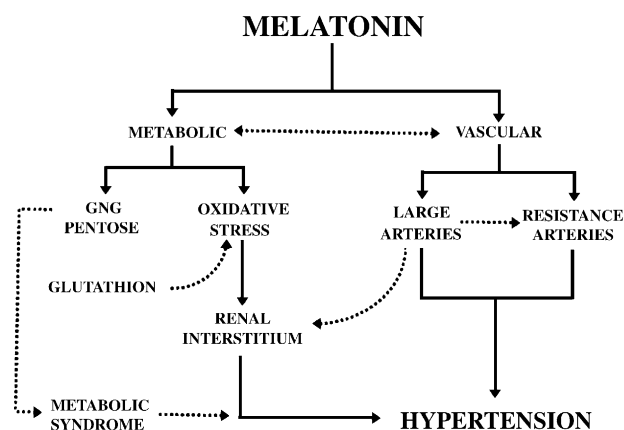 MELATONIN
METABOLIC
VASCULAR
GNG
PENTOSE
OXIDATIVE
STRESS
LARGE
ARTERIES
RESISTANCE
ARTERIES
GLUTATHION
RENAL
INTERSTITIUM
METABOLIC
SYNDROME
HYPERTENSION